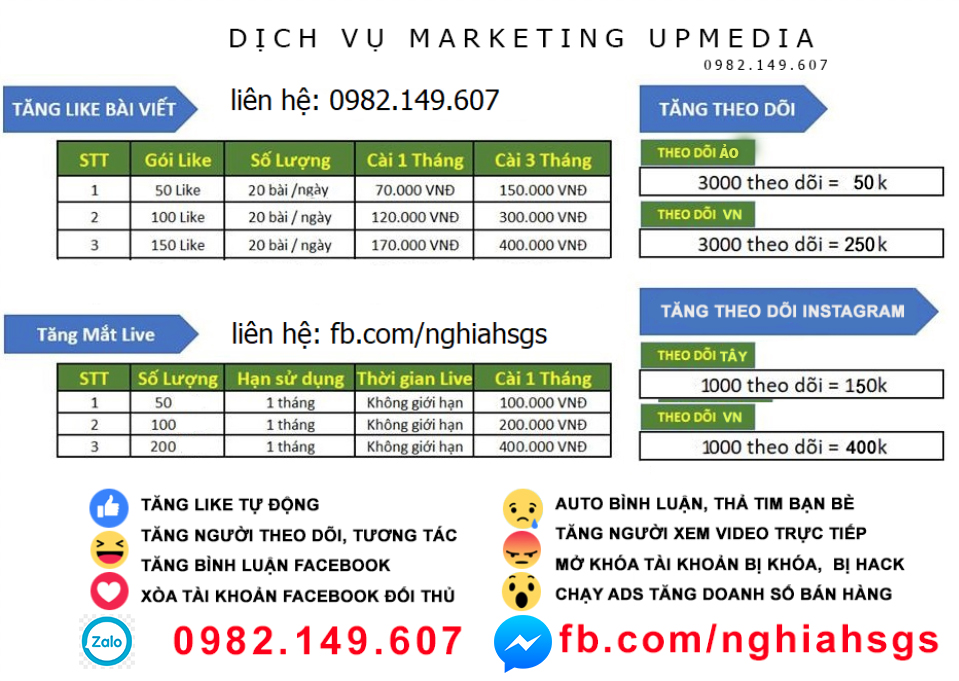 DỊCH VỤ MARKETING UPMEDIA
0982.149.607
TĂNG LIKE BÀI VIẾT
liên hệ: 0982.149.607
STT Gói Like Số Lượng Cài 1 Tháng Cài 3 Tháng
1 50 Like 20 bài /ngày 70.000 VNĐ 150.000 VNĐ
2 100 Like 20 bài / ngày 120.000 VNĐ 300.000 VNĐ
3 150 Like 20 bài / ngày 170.000 VNĐ 400.000 VNĐ
TĂNG THEO DÕI
THEO DÕI ẢO
3000 theo dõi = 50k
THEO DÕI VN
3000 theo dõi = 250k
Tăng Mắt Live
liên hệ: fb.com/nghiahsgs
STT Số Lượng Hạn sử dụng Thời gian Live Cài 1 Tháng
1 50 1 tháng Không giới hạn 100.000 VNĐ
2 100 1 tháng Không giới hạn 200.000 VNĐ
3 200 1 tháng Không giới hạn 400.000 VNĐ
TĂNG THEO DÕI INSTAGRAM
THEO DÕI TÂY
1000 theo dõi = 150k
THEO DÕI VN
1000 theo dõi = 400k
TĂNG LIKE TỰ ĐỘNG
TĂNG NGƯỜI THEO DÕI, TƯƠNG TÁC
TĂNG BÌNH LUẬN FACEBOOK
XÒA TÀI KHOẢN FACEBOOK ĐỐI THỦ
AUTO BÌNH LUẬN, THẢ TIM BẠN BÈ
TĂNG NGƯỜI XEM VIDEO TRỰC TIẾP
MỞ KHÓA TÀI KHOẢN BỊ KHÓA, BỊ HACK
CHẠY ADS TĂNG DOANH SỐ BÁN HÀNG
Zalo
0982.149.607
fb.com/nghiahsgs